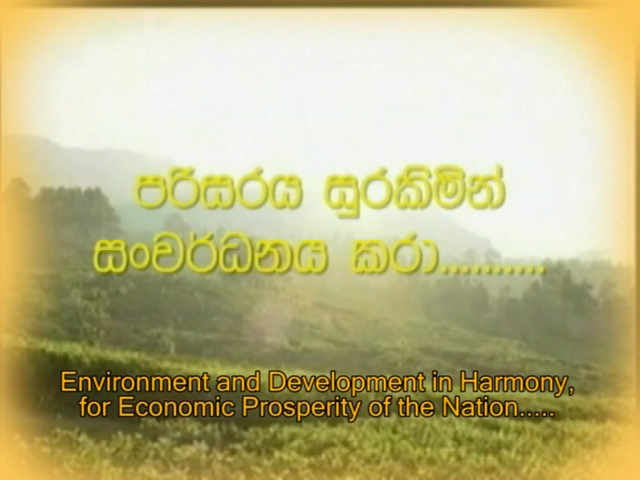 පරිසරය සුරකිමින්
සංවර්ධනය කරා..........
Environment and Development in Harmony,
for Economic Prosperity of the Nation.....